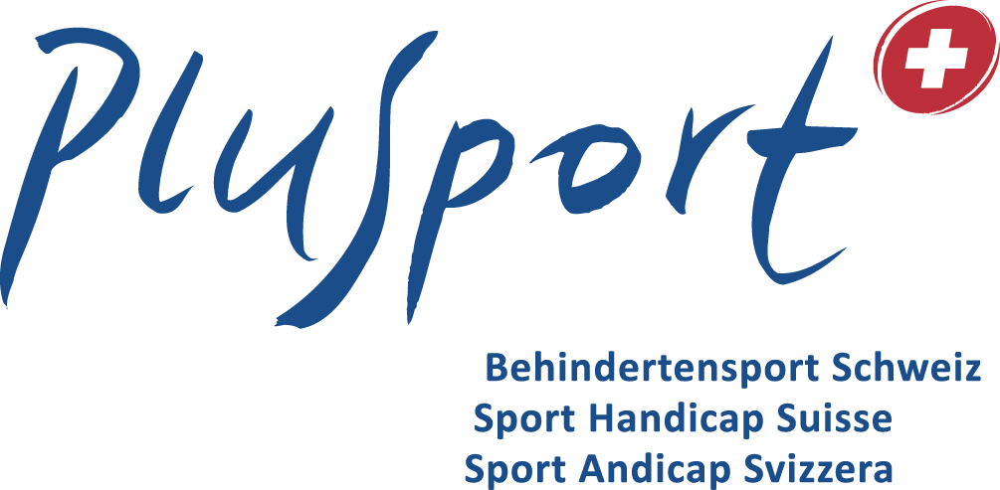 PluSport
Behindertensport Schweiz
Sport Handicap Suisse
Sport Andicap Svizzera